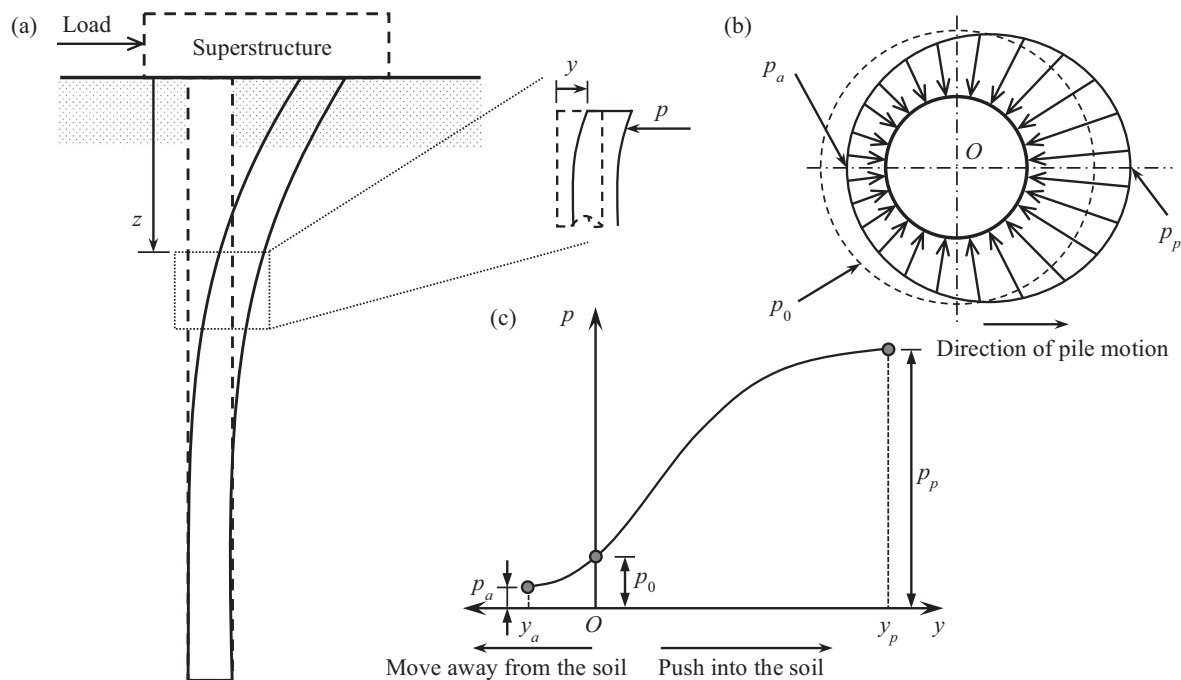 (a)
Load
Superstructure
z
y
p
(b)
p_a
O
p_p
p_0
Direction of pile motion
(c)
p
p_p
p_a
p_0
y_a
O
y_p
y
Move away from the soil
Push into the soil